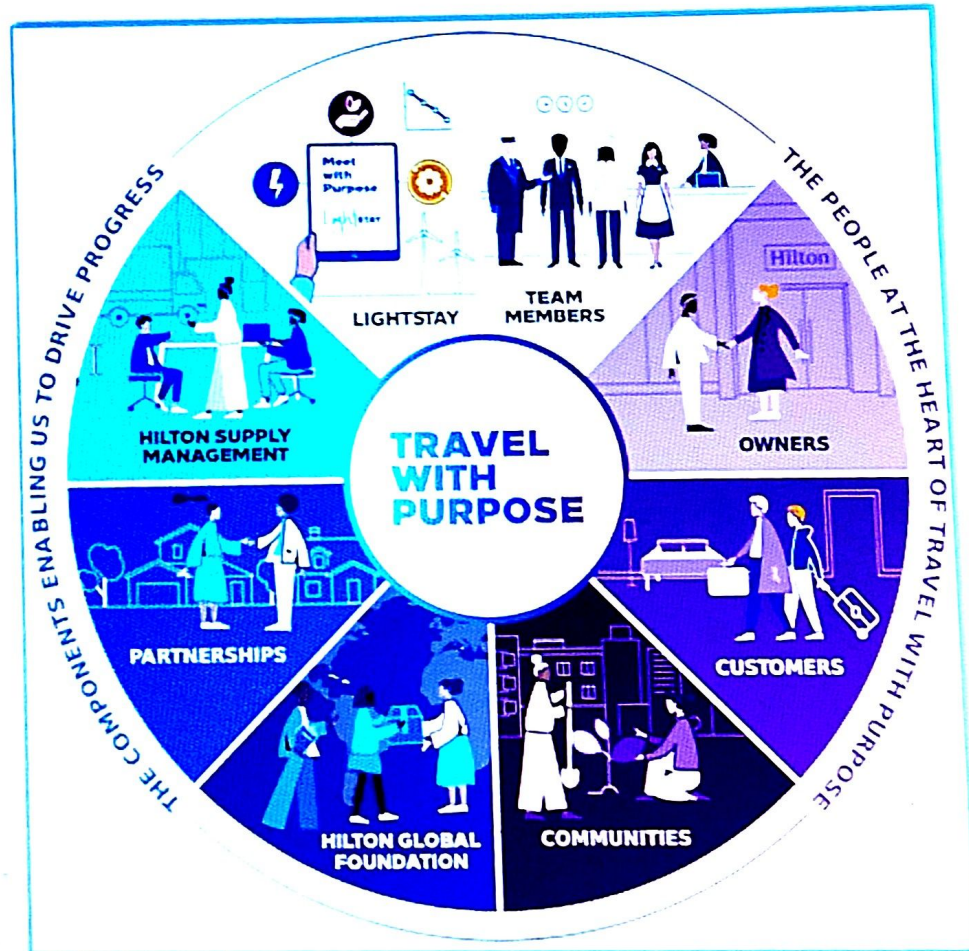 THE COMPONENTS ENABLING US TO DRIVE PROGRESS
THE PEOPLE AT THE HEART OF TRAVEL WITH PURPOSE
Meet
with
Purpose
LIGHTSTAY
TEAM
MEMBERS
Hilton
OWNERS
HILTON SUPPLY
MANAGEMENT
TRAVEL
WITH
PURPOSE
PARTNERSHIPS
CUSTOMERS
HILTON GLOBAL
FOUNDATION
COMMUNITIES